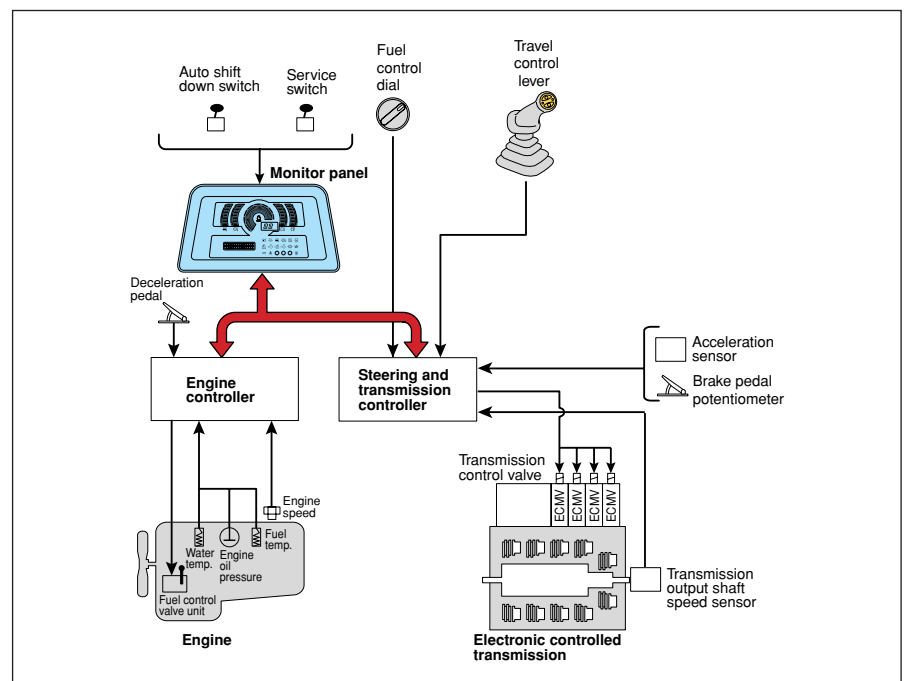 Auto shift
down switch
Service
switch
Fuel
control
dial
Travel
control
lever
Monitor panel
Deceleration
pedal
Engine
controller
Steering and
transmission
controller
Acceleration
sensor
Brake pedal
potentiometer
Transmission
control valve
ECMV
ECMV
ECMV
ECMV
Engine
speed
Water
temp.
Engine
oil
pressure
Fuel
temp.
Fuel control
valve unit
Engine
Transmission
output shaft
speed sensor
Electronic controlled
transmission